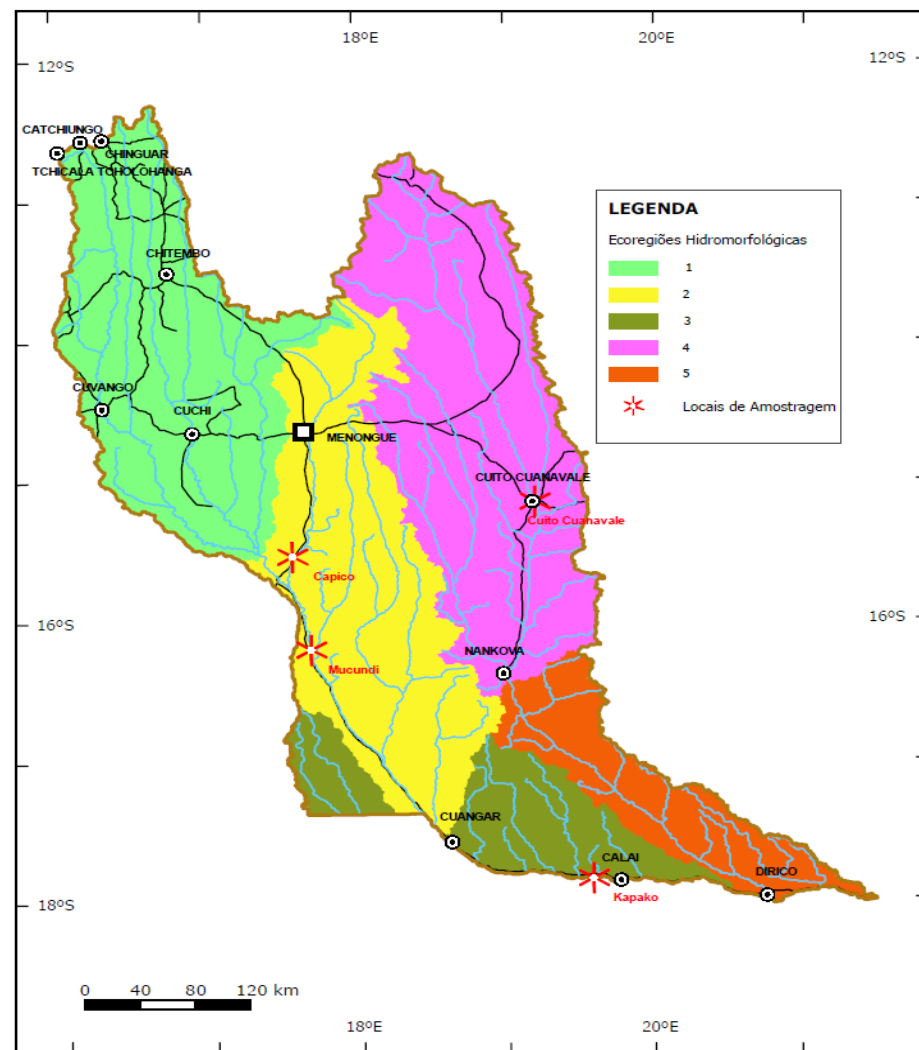 18ºE
20ºE
12ºS
12ºS
CATCHIUNGO
CHINGUAR
TCHICALA TCHOLOHANGA
LEGENDA
Ecoregiões Hidromorfológicas
1
2
3
4
5
Locais de Amostragem
CHITEMBO
CUVANGO
CUCHI
MENONGUE
CUITO CUANAVALE
Cuito Cuanavale
Capico
16ºS
16ºS
Mucundi
NANKOVA
CUANGAR
CALAI
DIRICO
Kapako
18ºS
0 40 80 120 km
18ºE
20ºE